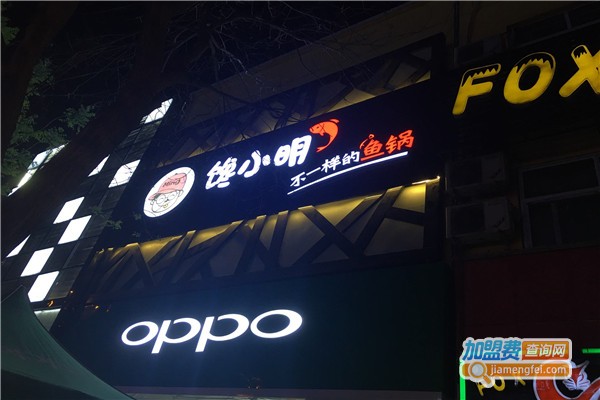 馋小明
不一样的鱼锅
FOX
oppo
加盟费查询网
jiamengfei.com